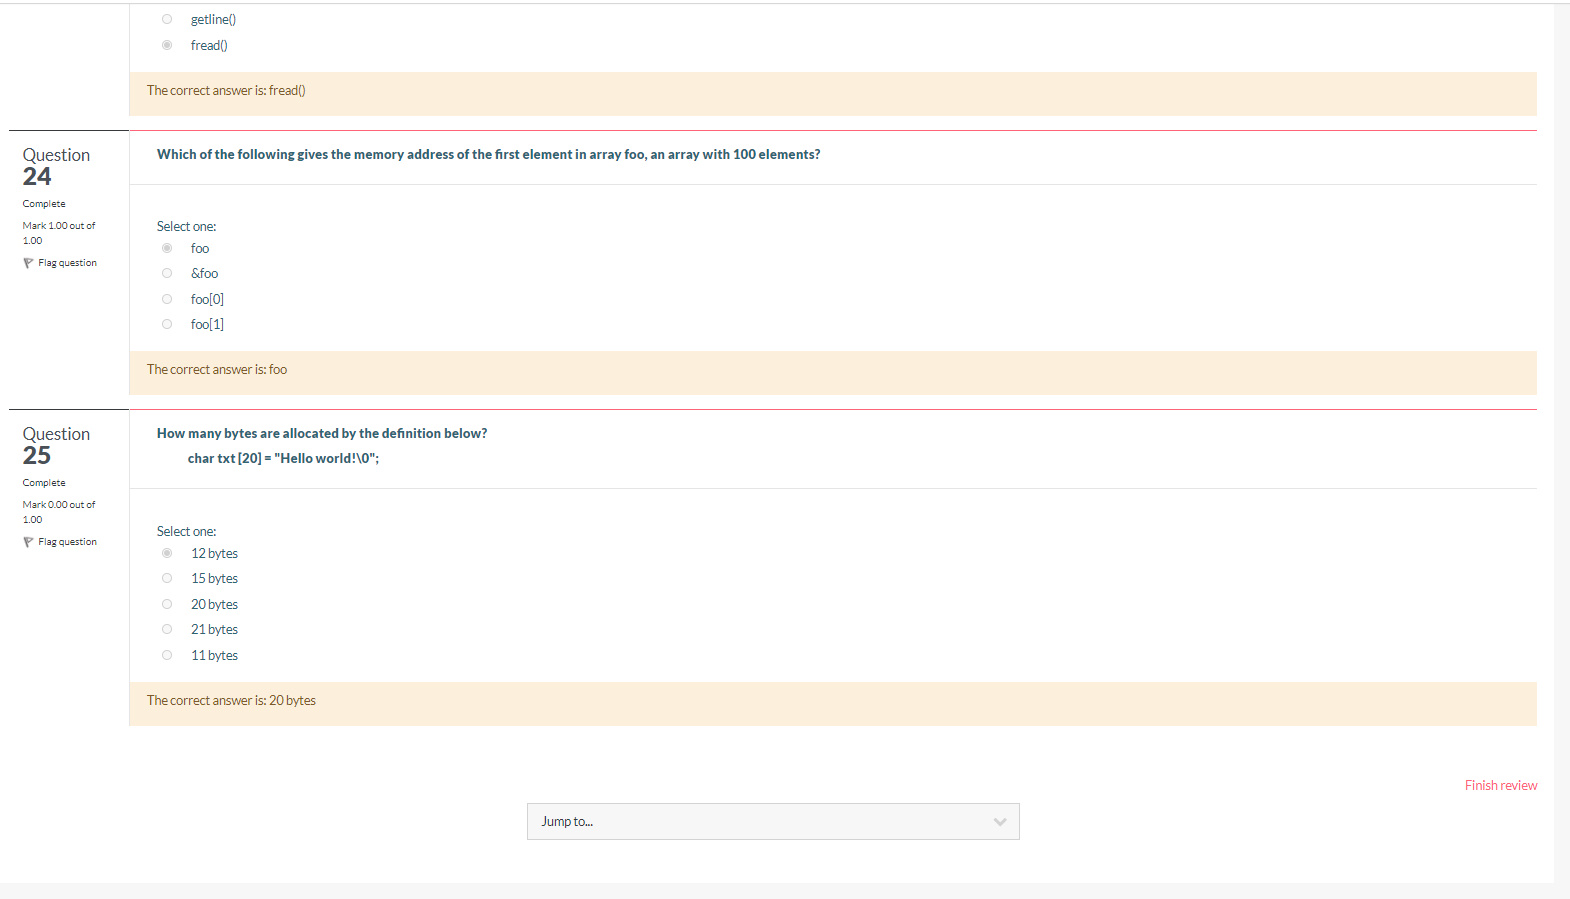 getline()
fread()
The correct answer is: fread()
Question
24
Complete
Mark 1.00 out of
1.00
Flag question
Which of the following gives the memory address of the first element in array foo, an array with 100 elements?
Select one:
foo
&foo
foo[0]
foo[1]
The correct answer is: foo
Question
25
Complete
Mark 0.00 out of
1.00
Flag question
How many bytes are allocated by the definition below?
char txt [20] = "Hello world!\0";
Select one:
12 bytes
15 bytes
20 bytes
21 bytes
11 bytes
The correct answer is: 20 bytes
Finish review
Jump to...